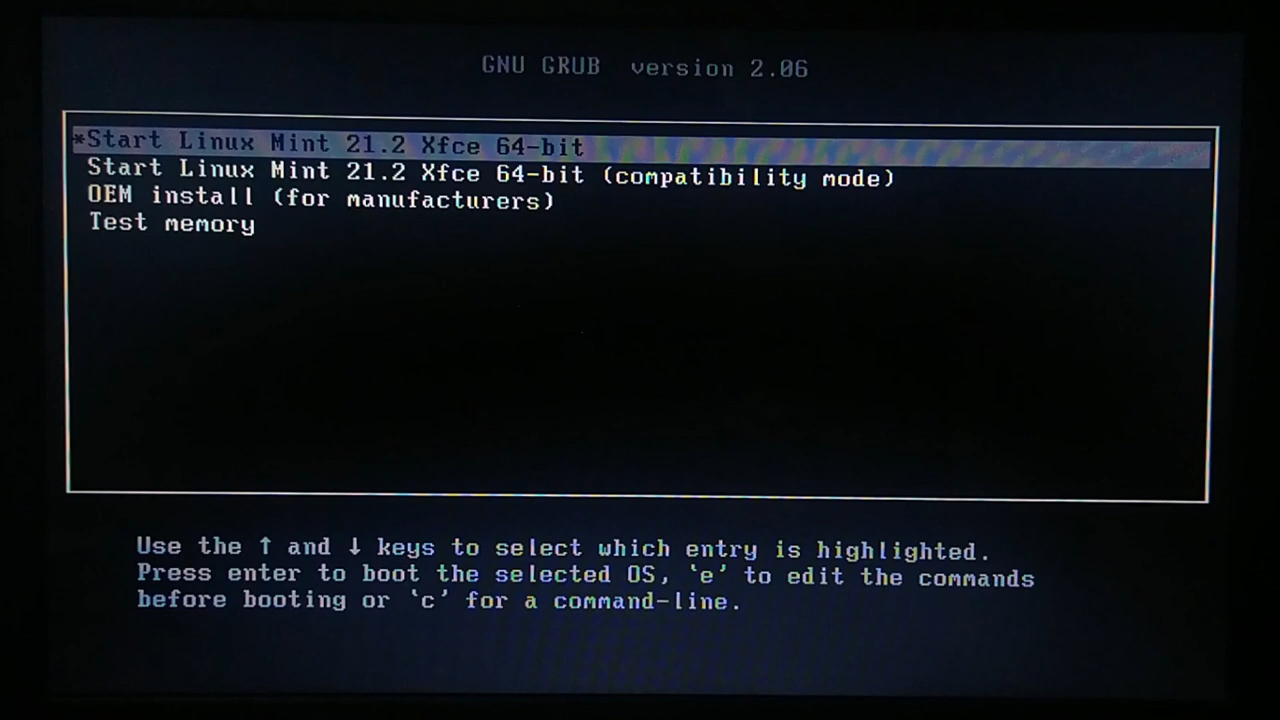 GNU GRUB version 2.06
*Start Linux Mint 21.2 Xfce 64-bit
Start Linux Mint 21.2 Xfce 64-bit (compatibility mode)
OEM install (for manufacturers)
Test memory
Use the ↑ and ↓ keys to select which entry is highlighted.
Press enter to boot the selected OS, `e' to edit the commands
before booting or `c' for a command-line.